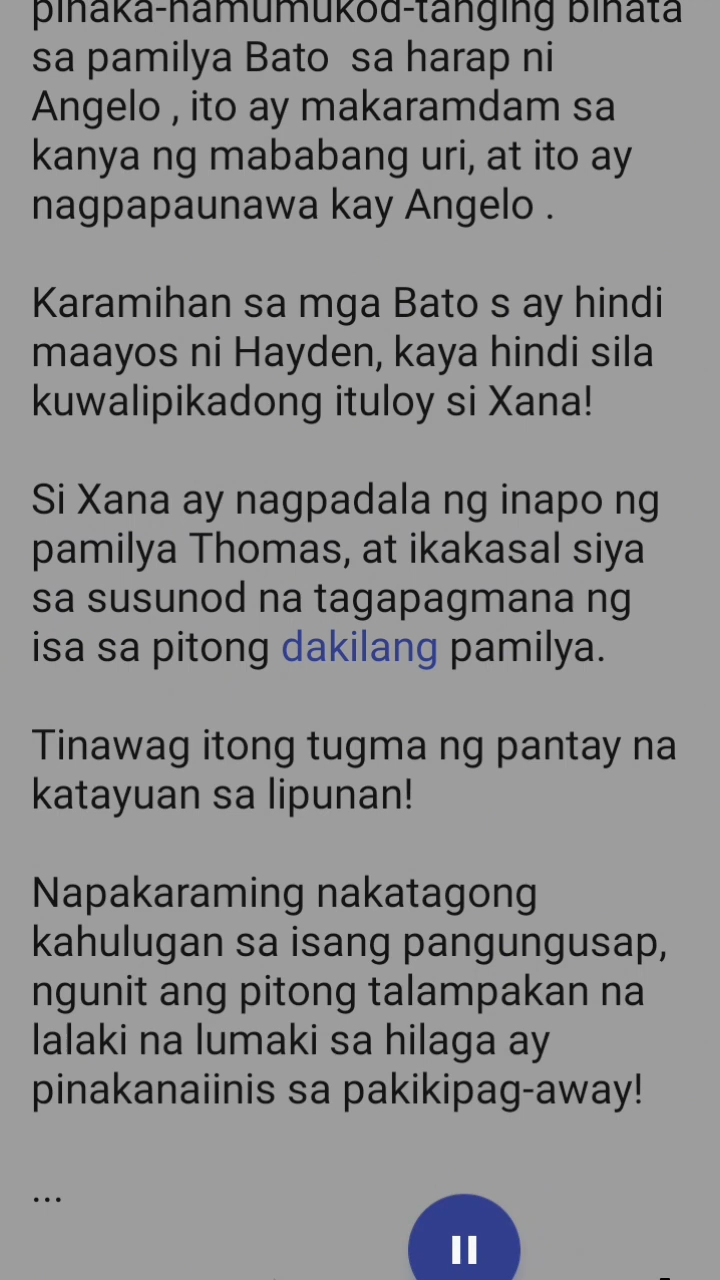 pinaka-namumukod-tanging binata
sa pamilya Bato  sa harap ni
Angelo , ito ay makaramdam sa
kanya ng mababang uri, at ito ay
nagpapaunawa kay Angelo .
Karamihan sa mga Bato s ay hindi
maayos ni Hayden, kaya hindi sila
kuwalipikadong ituloy si Xana!
Si Xana ay nagpadala ng inapo ng
pamilya Thomas, at ikakasal siya
sa susunod na tagapagmana ng
isa sa pitong dakilang pamilya.
Tinawag itong tugma ng pantay na
katayuan sa lipunan!
Napakaraming nakatagong
kahulugan sa isang pangungusap,
ngunit ang pitong talampakan na
lalaki na lumaki sa hilaga ay
pinakanaiinis sa pakikipag-away!
...